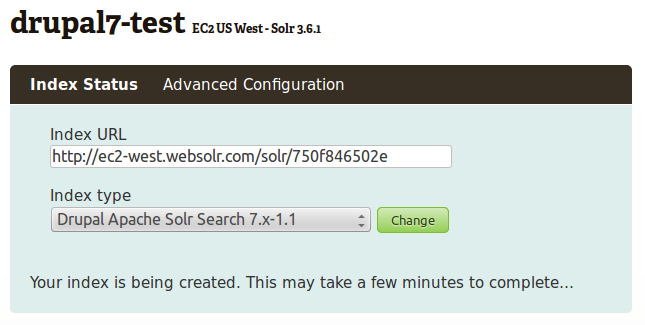 drupal7-test EC2 US West - Solr 3.6.1
Index Status Advanced Configuration
Index URL
http://ec2-west.websolr.com/solr/750f846502e
Index type
Drupal Apache Solr Search 7.x-1.1 Change
Your index is being created. This may take a few minutes to complete...